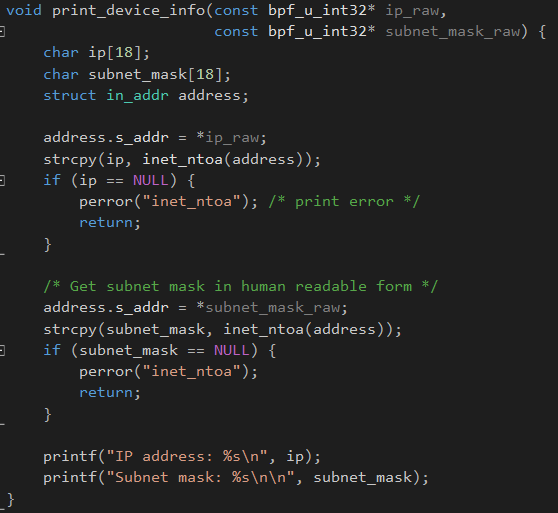 void print_device_info(const bpf_u_int32* ip_raw,
                       const bpf_u_int32* subnet_mask_raw) {
    char ip[18];
    char subnet_mask[18];
    struct in_addr address;

    address.s_addr = *ip_raw;
    strcpy(ip, inet_ntoa(address));
    if (ip == NULL) {
        perror("inet_ntoa"); /* print error */
        return;
    }

    /* Get subnet mask in human readable form */
    address.s_addr = *subnet_mask_raw;
    strcpy(subnet_mask, inet_ntoa(address));
    if (subnet_mask == NULL) {
        perror("inet_ntoa");
        return;
    }

    printf("IP address: %s\n", ip);
    printf("Subnet mask: %s\n\n", subnet_mask);
}